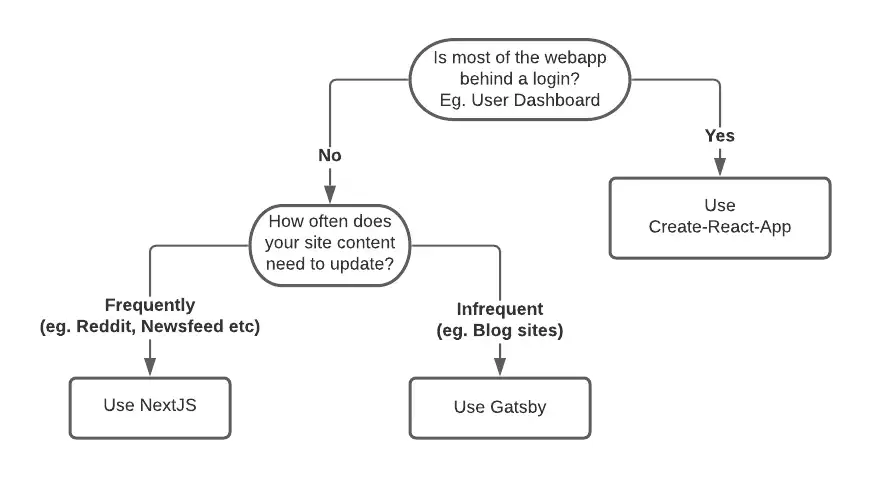 Is most of the webapp
behind a login?
Eg. User Dashboard
Yes
No
Use
Create-React-App
How often does
your site content
need to update?
Frequently
(eg. Reddit, Newsfeed etc)
Infrequent
(eg. Blog sites)
Use NextJS
Use Gatsby